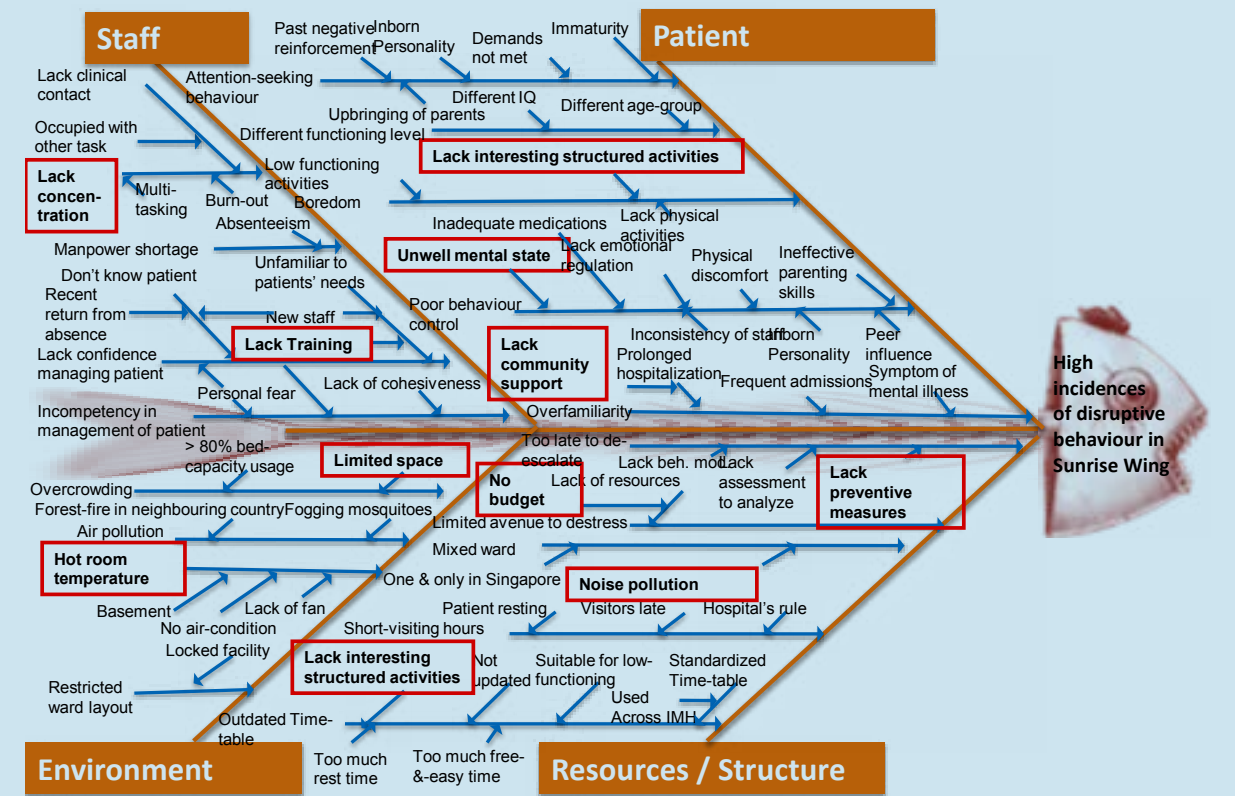 Staff
Patient
Past negative
reinforcement
Inborn
Personality
Demands
not met
Immaturity
Attention-seeking
behaviour
Upbringing of parents
Different IQ
Different age-group
Different functioning level
Lack interesting structured activities
Low functioning
activities
Boredom
Lack physical
activities
Inadequate medications
Unwell mental state
Lack emotional
regulation
Physical
discomfort
Ineffective
parenting
skills
Poor behaviour
control
Inconsistency of staff
Inborn
Personality
Peer
influence
Lack
community
support
Prolonged
hospitalization
Frequent admissions
Symptom of
mental illness
Overfamiliarity
Lack clinical
contact
Occupied with
other task
Lack
concen-
tration
Multi-
tasking
Burn-out
Absenteeism
Manpower shortage
Unfamiliar to
patients' needs
Don't know patient
Recent
return from
absence
New staff
Lack Training
Lack confidence
managing patient
Personal fear
Lack of cohesiveness
Incompetency in
management of patient
High
incidences
of disruptive
behaviour in
Sunrise Wing
> 80% bed-
capacity usage
Limited space
Overcrowding
Forest-fire in neighbouring country
Fogging mosquitoes
Air pollution
Hot room
temperature
Basement
No air-condition
Lack of fan
Locked facility
Restricted
ward layout
Too late to de-
escalate
Lack beh. mod
Lack
assessment
to analyze
Lack
preventive
measures
No
budget
Lack of resources
Limited avenue to destress
Mixed ward
One & only in Singapore
Noise pollution
Patient resting
Visitors late
Hospital's rule
Short-visiting hours
Lack interesting
structured activities
Not
updated
Suitable for low-
functioning
Standardized
Time-table
Used
Across IMH
Outdated Time-
table
Too much
rest time
Too much free-
&-easy time
Environment
Resources / Structure